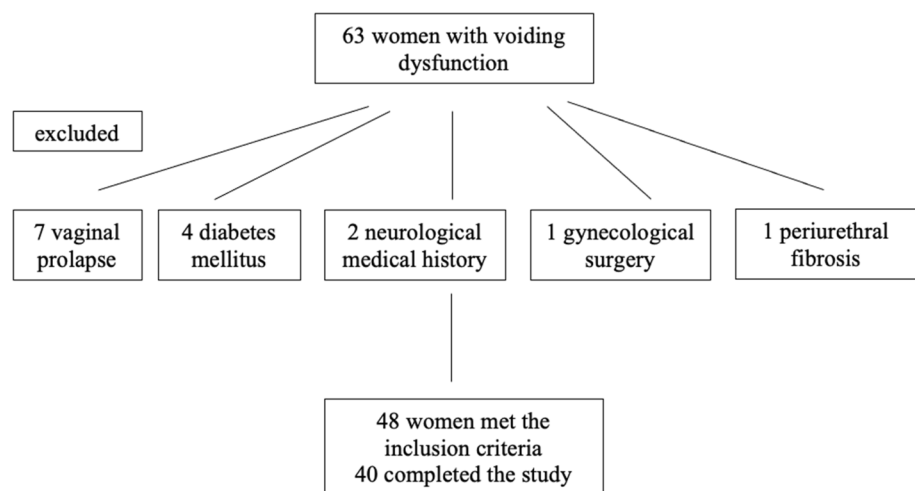 63 women with voiding
dysfunction
excluded
7 vaginal
prolapse
4 diabetes
mellitus
2 neurological
medical history
1 gynecological
surgery
1 periurethral
fibrosis
48 women met the
inclusion criteria
40 completed the study